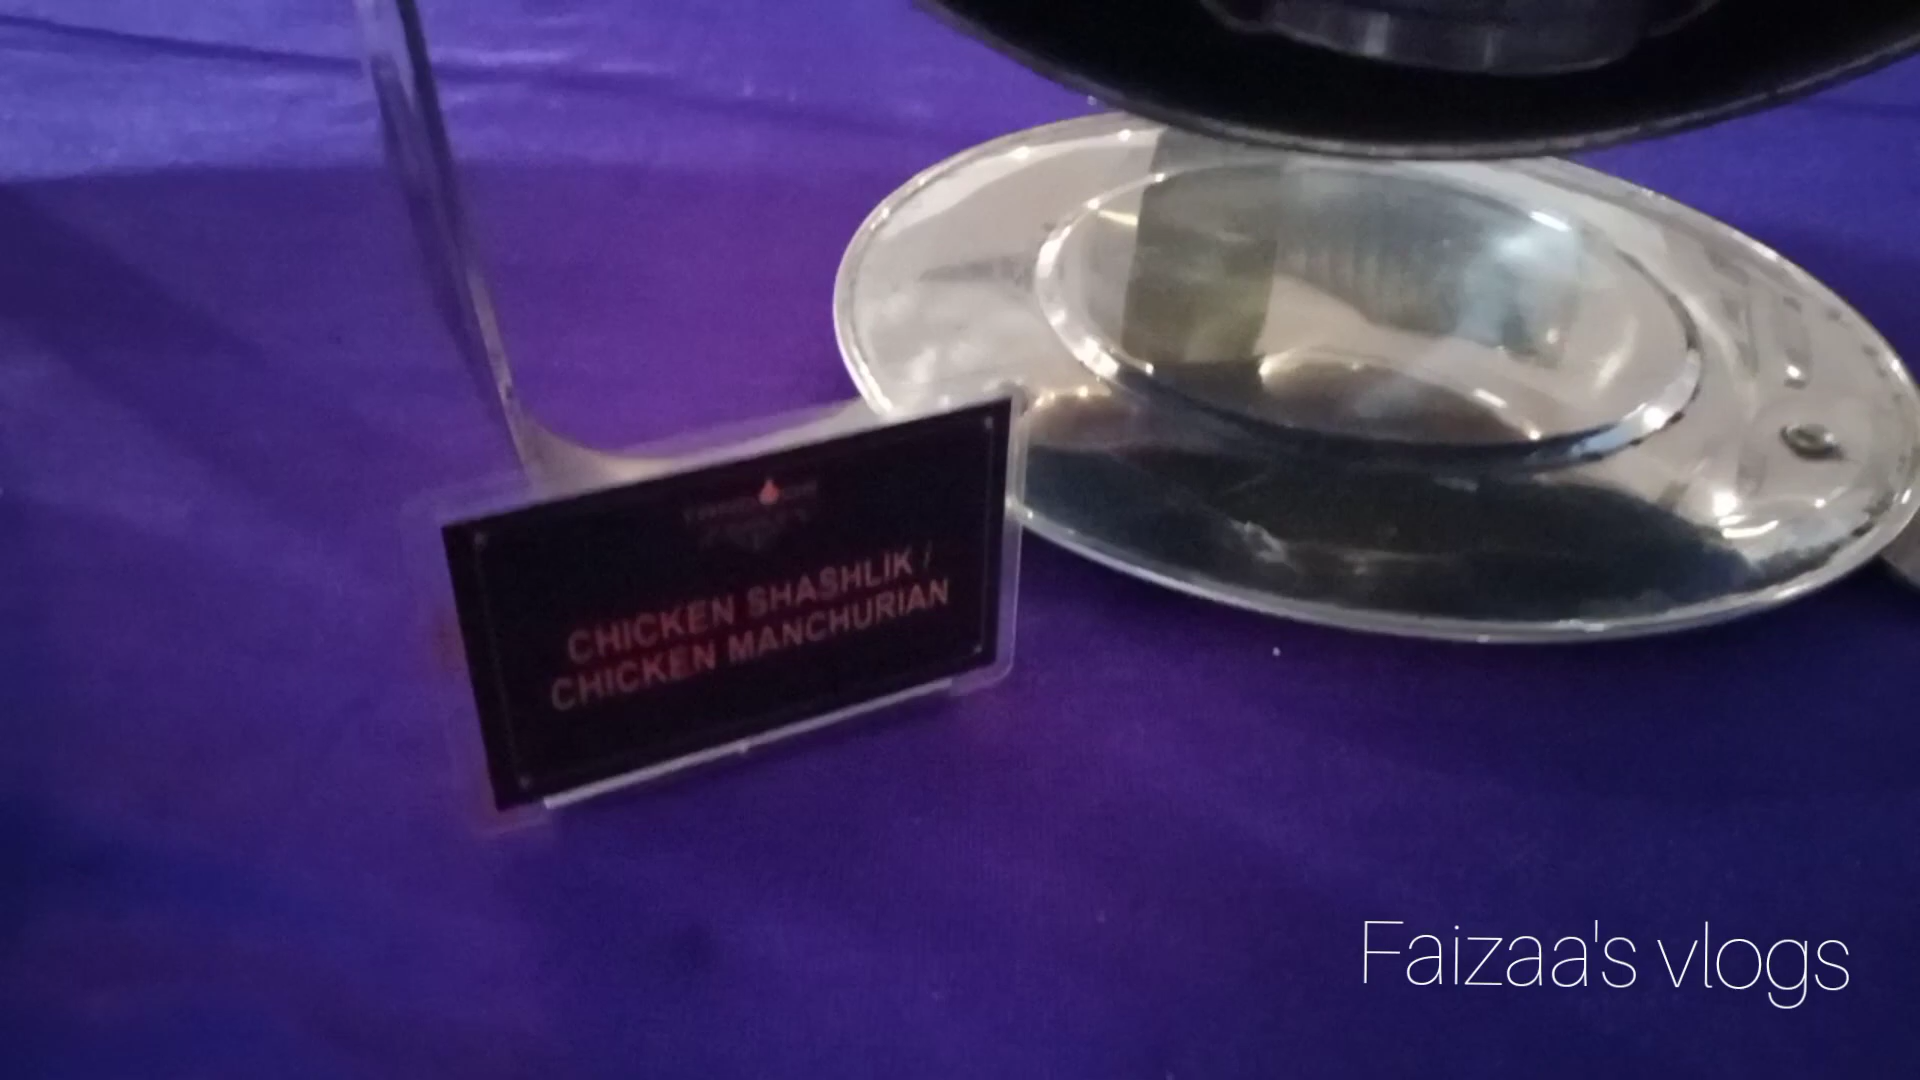 CHICKEN SHASHLIK /
CHICKEN MANCHURIAN
Faizaa's vlogs